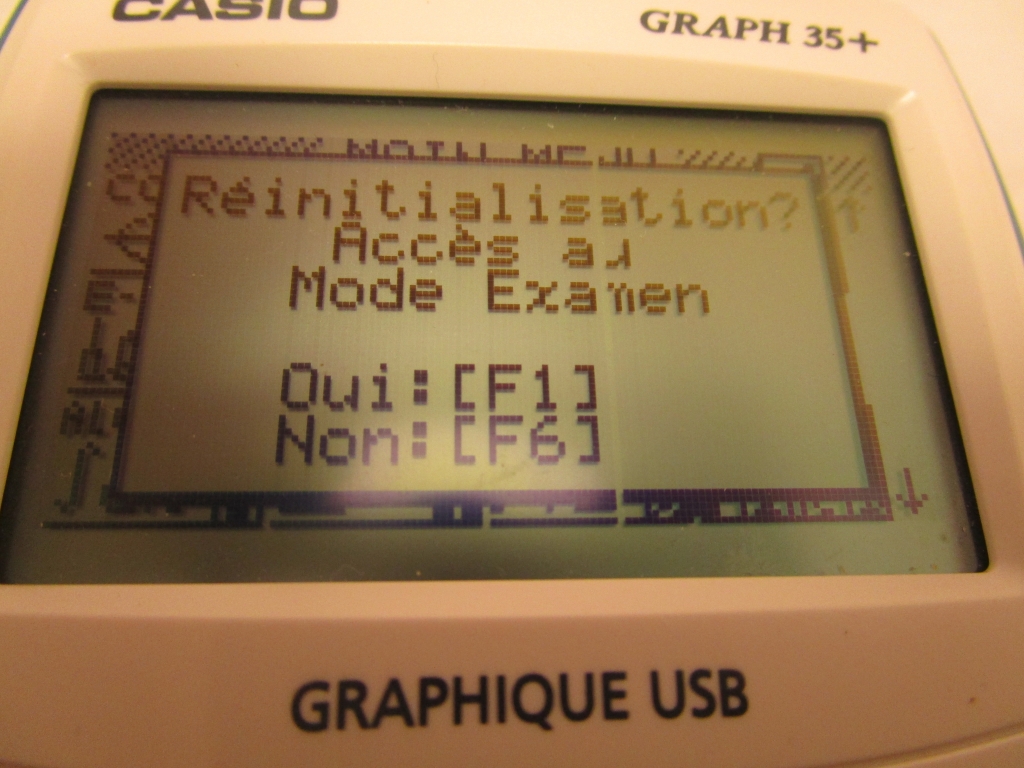 CASIO
GRAPH 35+
Réinitialisation?
Accès au
Mode Examen
Oui:[F1]
Non:[F6]
GRAPHIQUE USB